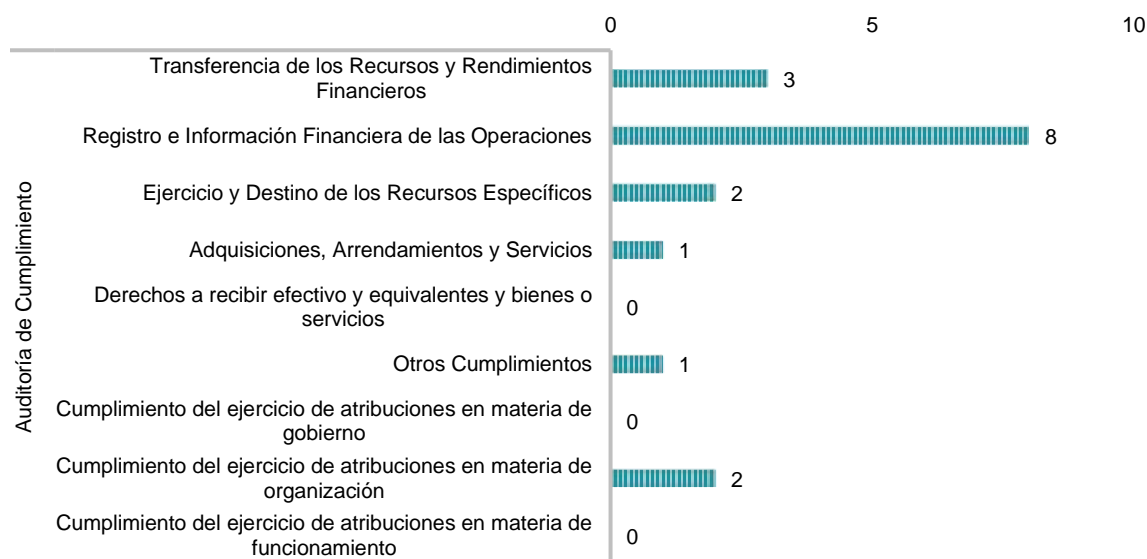 0 5 10
Auditoría de Cumplimiento
Transferencia de los Recursos y Rendimientos
Financieros
3
Registro e Información Financiera de las Operaciones
8
Ejercicio y Destino de los Recursos Específicos
2
Adquisiciones, Arrendamientos y Servicios
1
Derechos a recibir efectivo y equivalentes y bienes o
servicios
0
Otros Cumplimientos
1
Cumplimiento del ejercicio de atribuciones en materia de
gobierno
0
Cumplimiento del ejercicio de atribuciones en materia de
organización
2
Cumplimiento del ejercicio de atribuciones en materia de
funcionamiento
0